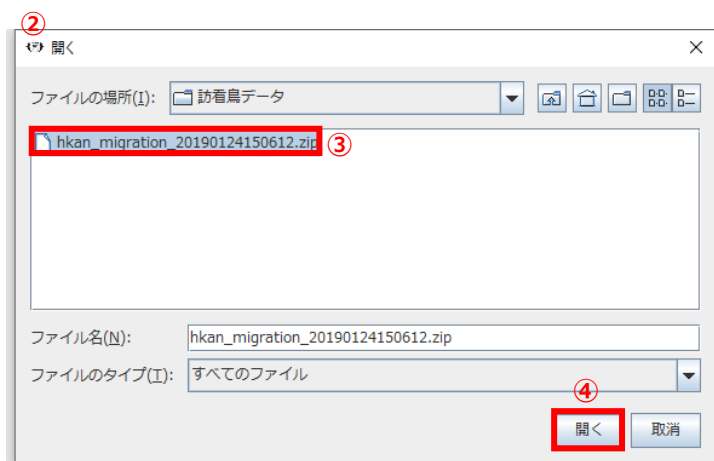 ②
開く
ファイルの場所(I): 訪看鳥データ
hkan_migration_20190124150612.zip ③
ファイル名(N): hkan_migration_20190124150612.zip
ファイルのタイプ(T): すべてのファイル
④
開く 取消